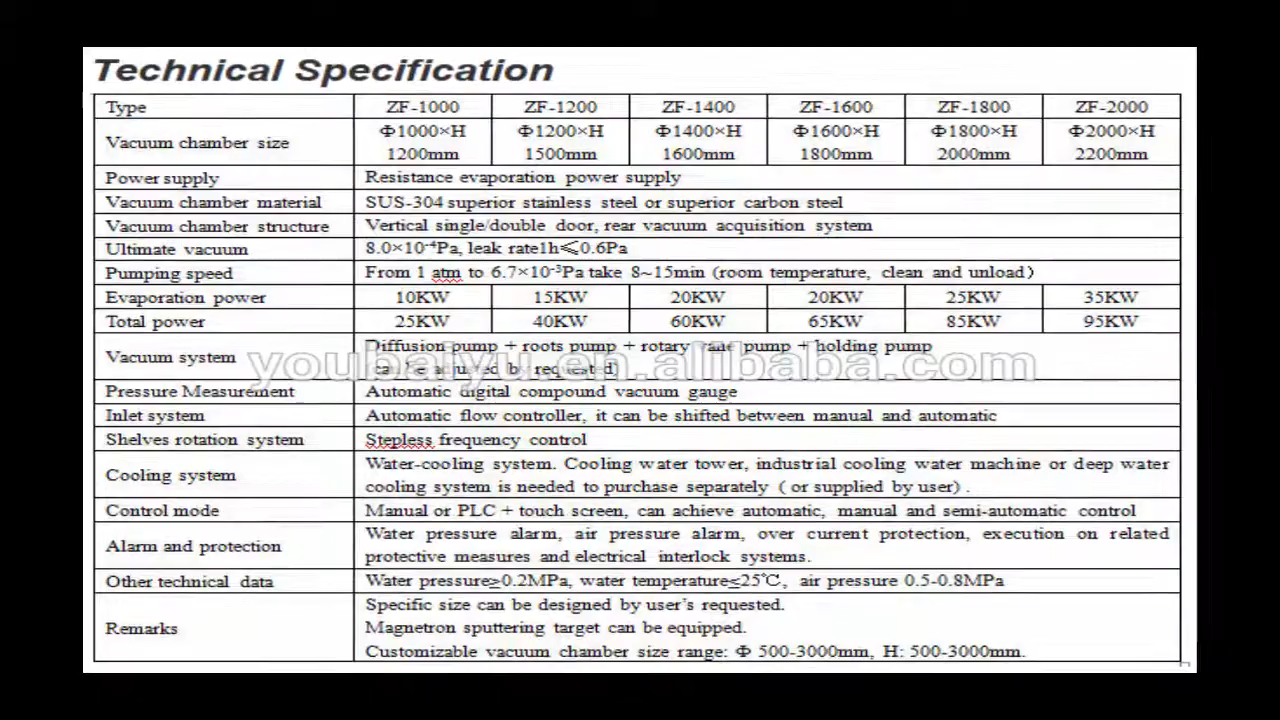 Technical Specification
Type ZF-1000 ZF-1200 ZF-1400 ZF-1600 ZF-1800 ZF-2000
Vacuum chamber size Φ1000×H Φ1200×H Φ1400×H Φ1600×H Φ1800×H Φ2000×H
1200mm 1500mm 1600mm 1800mm 2000mm 2200mm
Power supply Resistance evaporation power supply
Vacuum chamber material SUS-304 superior stainless steel or superior carbon steel
Vacuum chamber structure Vertical single/double door, rear vacuum acquisition system
Ultimate vacuum 8.0×10⁻⁴Pa, leak rate1h≤0.6Pa
Pumping speed From 1 atm to 6.7×10⁻³Pa take 8~15min (room temperature, clean and unload)
Evaporation power 10KW 15KW 20KW 20KW 25KW 35KW
Total power 25KW 40KW 60KW 65KW 85KW 95KW
Vacuum system Diffusion pump + roots pump + rotary vane pump + holding pump
(can be adjusted by requested)
youbaiyu.en.alibaba.com
Pressure Measurement Automatic digital compound vacuum gauge
Inlet system Automatic flow controller, it can be shifted between manual and automatic
Shelves rotation system Stepless frequency control
Cooling system Water-cooling system. Cooling water tower, industrial cooling water machine or deep water
cooling system is needed to purchase separately ( or supplied by user) .
Control mode Manual or PLC + touch screen, can achieve automatic, manual and semi-automatic control
Alarm and protection Water pressure alarm, air pressure alarm, over current protection, execution on related
protective measures and electrical interlock systems.
Other technical data Water pressure≥0.2MPa, water temperature≤25℃, air pressure 0.5-0.8MPa
Remarks Specific size can be designed by user's requested.
Magnetron sputtering target can be equipped.
Customizable vacuum chamber size range: Φ 500-3000mm, H: 500-3000mm.